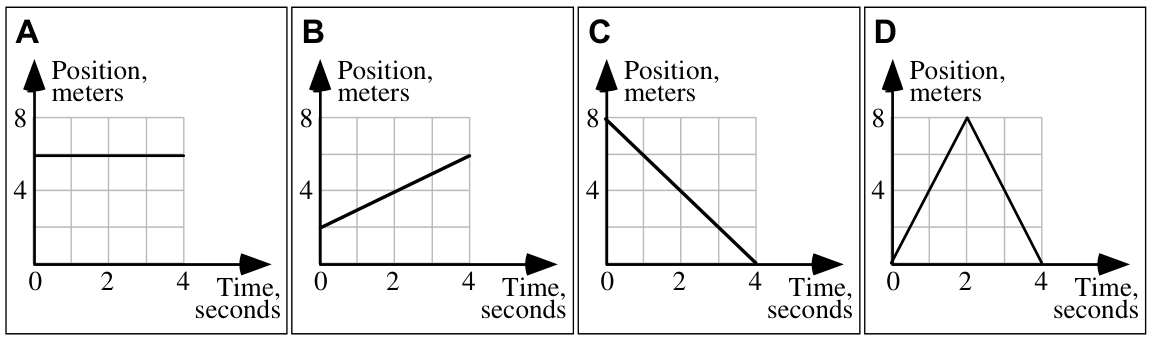 A
Position,
meters
8
4
0 2 4
Time,
seconds
B
Position,
meters
8
4
0 2 4
Time,
seconds
C
Position,
meters
8
4
0 2 4
Time,
seconds
D
Position,
meters
8
4
0 2 4
Time,
seconds